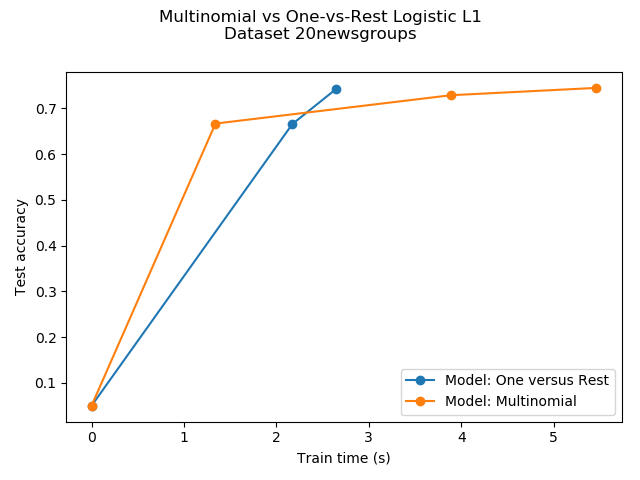 Multinomial vs One-vs-Rest Logistic L1
Dataset 20newsgroups
0.7
0.6
0.5
0.4
0.3
0.2
0.1
Test accuracy
0 1 2 3 4 5
Train time (s)
Model: One versus Rest
Model: Multinomial